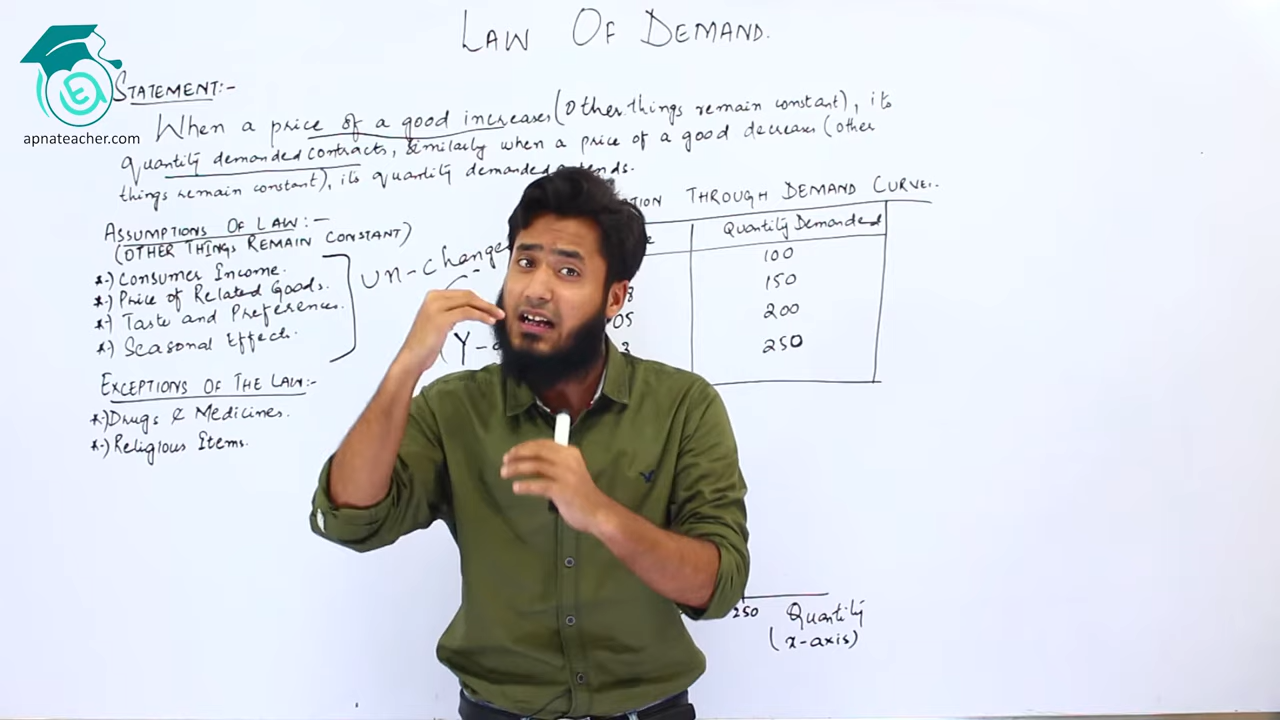 LAW OF DEMAND.
apnateacher.com
STATEMENT:-
When a price of a good increases (Other things remain constant), its
quantity demanded contracts, similarly when a price of a good decreases (other
things remain constant), its quantity demanded
THROUGH DEMAND CURVE:-
Quantity Demanded
100
150
200
250
ASSUMPTIONS OF LAW:-
(OTHER THINGS REMAIN CONSTANT)
*) Consumer Income.
*) Price of Related Goods.
*) Taste and Preferences.
*) Seasonal Effects.
un-change
EXCEPTIONS OF THE LAW:-
*) Drugs & Medicines.
*) Religious Items.
250 Quantity
(x-axis)